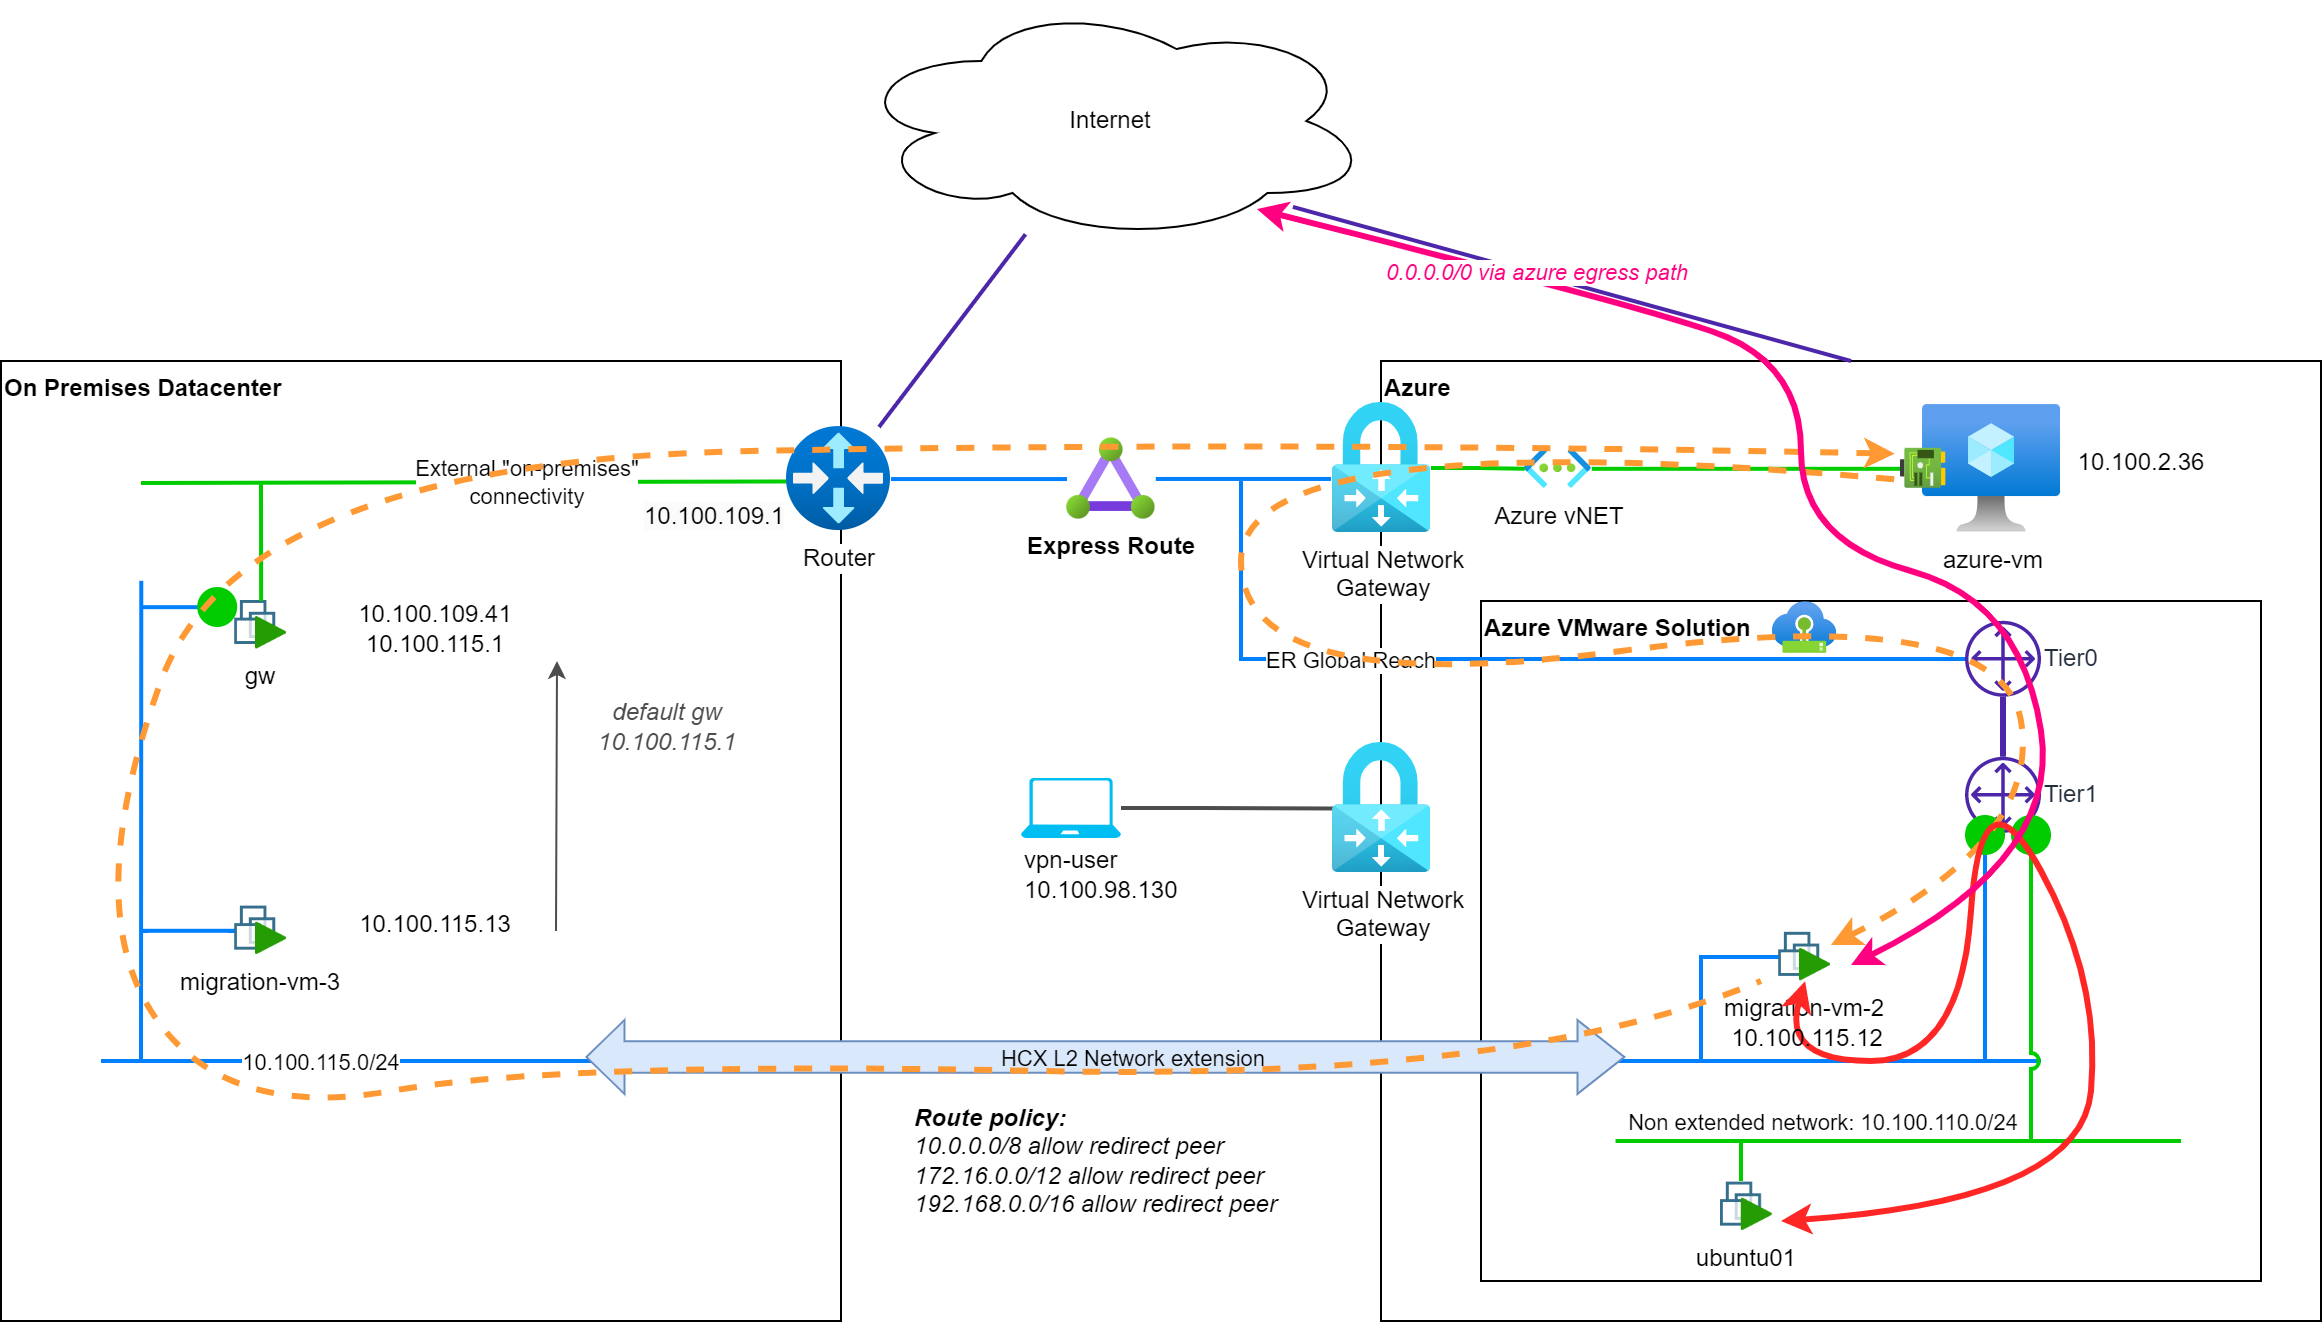 Internet
0.0.0.0/0 via azure egress path
On Premises Datacenter
Azure
External "on-premises"
connectivity
10.100.109.1
Router
Express Route
Virtual Network
Gateway
Azure vNET
10.100.2.36
azure-vm
10.100.109.41
10.100.115.1
gw
default gw
10.100.115.1
ER Global Reach
Azure VMware Solution
Tier0
Tier1
vpn-user
10.100.98.130
Virtual Network
Gateway
10.100.115.13
migration-vm-3
migration-vm-2
10.100.115.12
10.100.115.0/24
HCX L2 Network extension
Route policy:
10.0.0.0/8 allow redirect peer
172.16.0.0/12 allow redirect peer
192.168.0.0/16 allow redirect peer
Non extended network: 10.100.110.0/24
ubuntu01